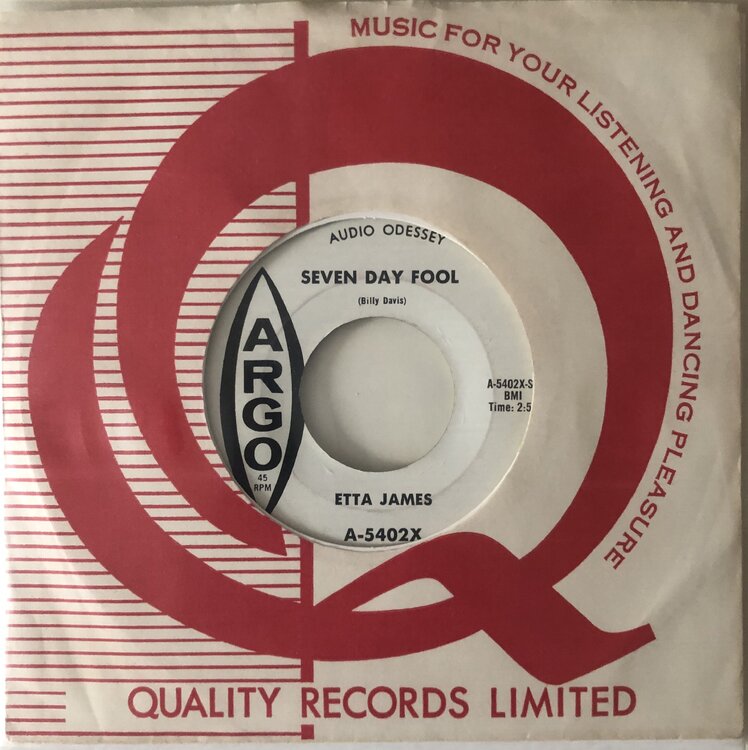 MUSIC FOR YOUR LISTENING AND DANCING PLEASURE
AUDIO ODESSEY
SEVEN DAY FOOL
(Billy Davis)
ARGO
45
RPM
A-5402X-S
BMI
Time: 2:5
ETTA JAMES
A-5402X
QUALITY RECORDS LIMITED